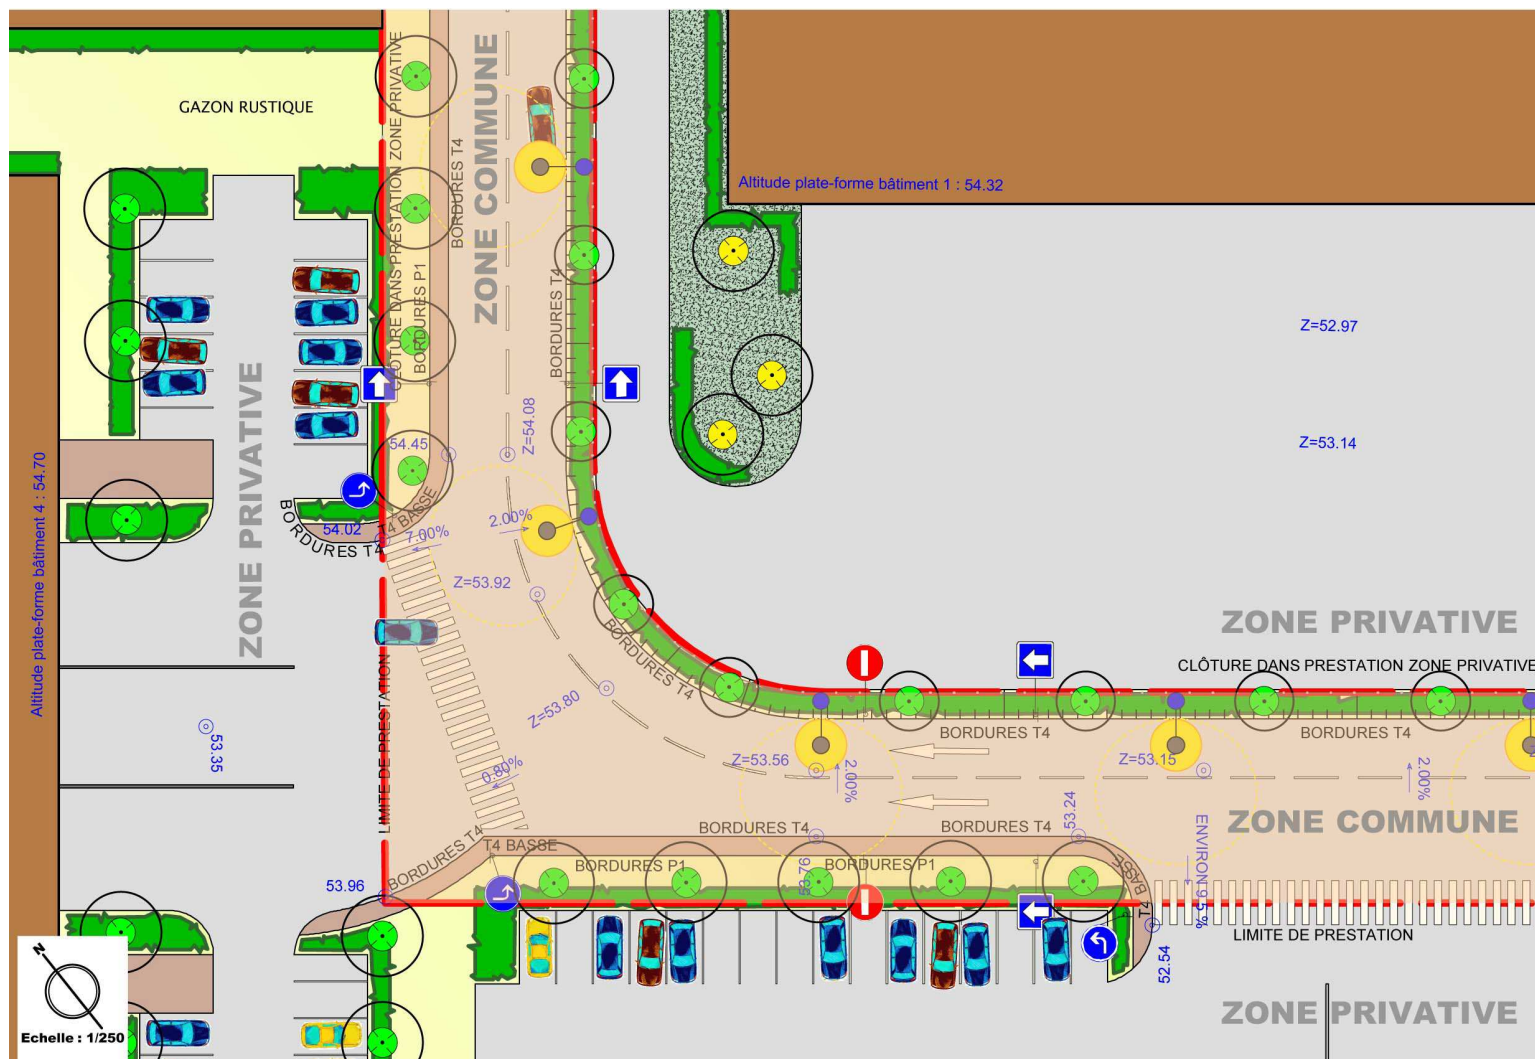 GAZON RUSTIQUE
CLÔTURE DANS PRESTATION ZONE PRIVATIVE
BORDURES T4
ZONE COMMUNE
Altitude plate-forme bâtiment 1 : 54.32
BORDURES P1
BORDURES T4
Z=52.97
ZONE PRIVATIVE
Z=54.08
54.45
Z=53.14
Altitude plate-forme bâtiment 4 : 54.70
BORDURES T4
54.02
T4 BASSE
7.00%
2.00%
Z=53.92
BORDURES T4
ZONE PRIVATIVE
CLÔTURE DANS PRESTATION ZONE PRIVATIVE
LIMITE DE PRESTATION
Z=53.80
53.35
BORDURES T4
BORDURES T4
0.80%
Z=53.56
2.00%
Z=53.15
2.00%
BORDURES T4
T4 BASSE
BORDURES T4
BORDURES T4
53.24
ZONE COMMUNE
ENVIRON 9.5 %
BORDURES P1
53.76
BORDURES P1
T4 BASSE
53.96
LIMITE DE PRESTATION
52.54
ZONE PRIVATIVE
N
Echelle : 1/250